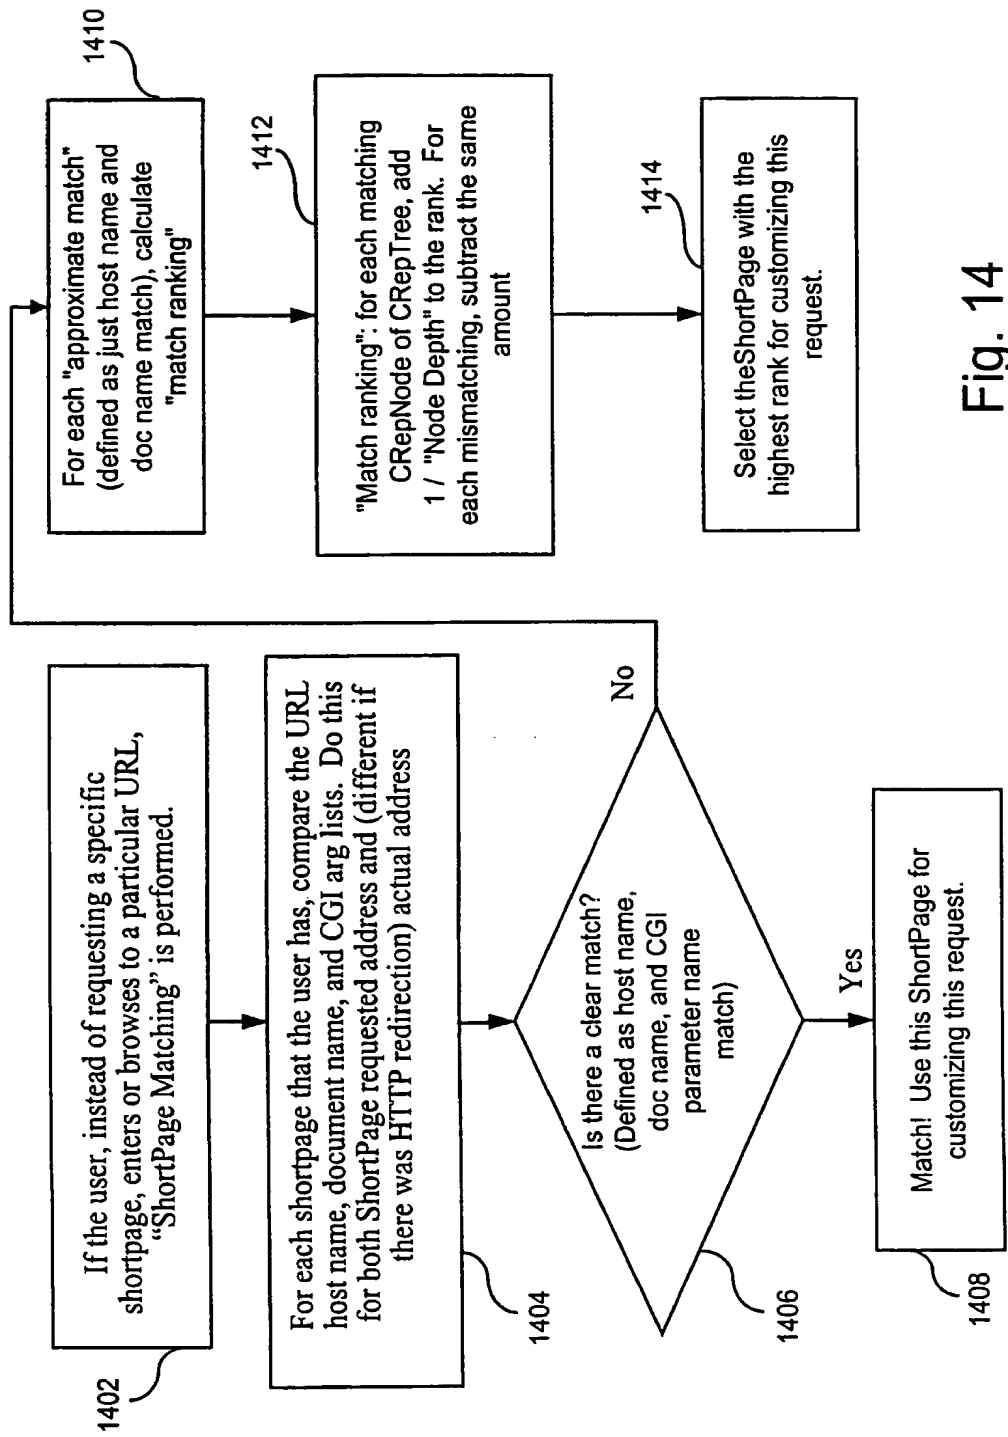 If the user, instead of requesting a specific
shortpage, enters or browses to a particular URL,
“ShortPage Matching” is performed.
1402
For each shortpage that the user has, compare the URL
host name, document name, and CGI arg lists. Do this
for both ShortPage requested address and (different if
there was HTTP redirection) actual address
1404
Is there a clear match?
(Defined as host name,
doc name, and CGI
parameter name
match)
1406
No
Yes
Match! Use this ShortPage for
customizing this request.
1408
For each "approximate match"
(defined as just host name and
doc name match), calculate
"match ranking"
1410
"Match ranking": for each matching
CRepNode of CRepTree, add
1 / "Node Depth" to the rank. For
each mismatching, subtract the same
amount
1412
Select theShortPage with the
highest rank for customizing this
request.
1414
Fig. 14